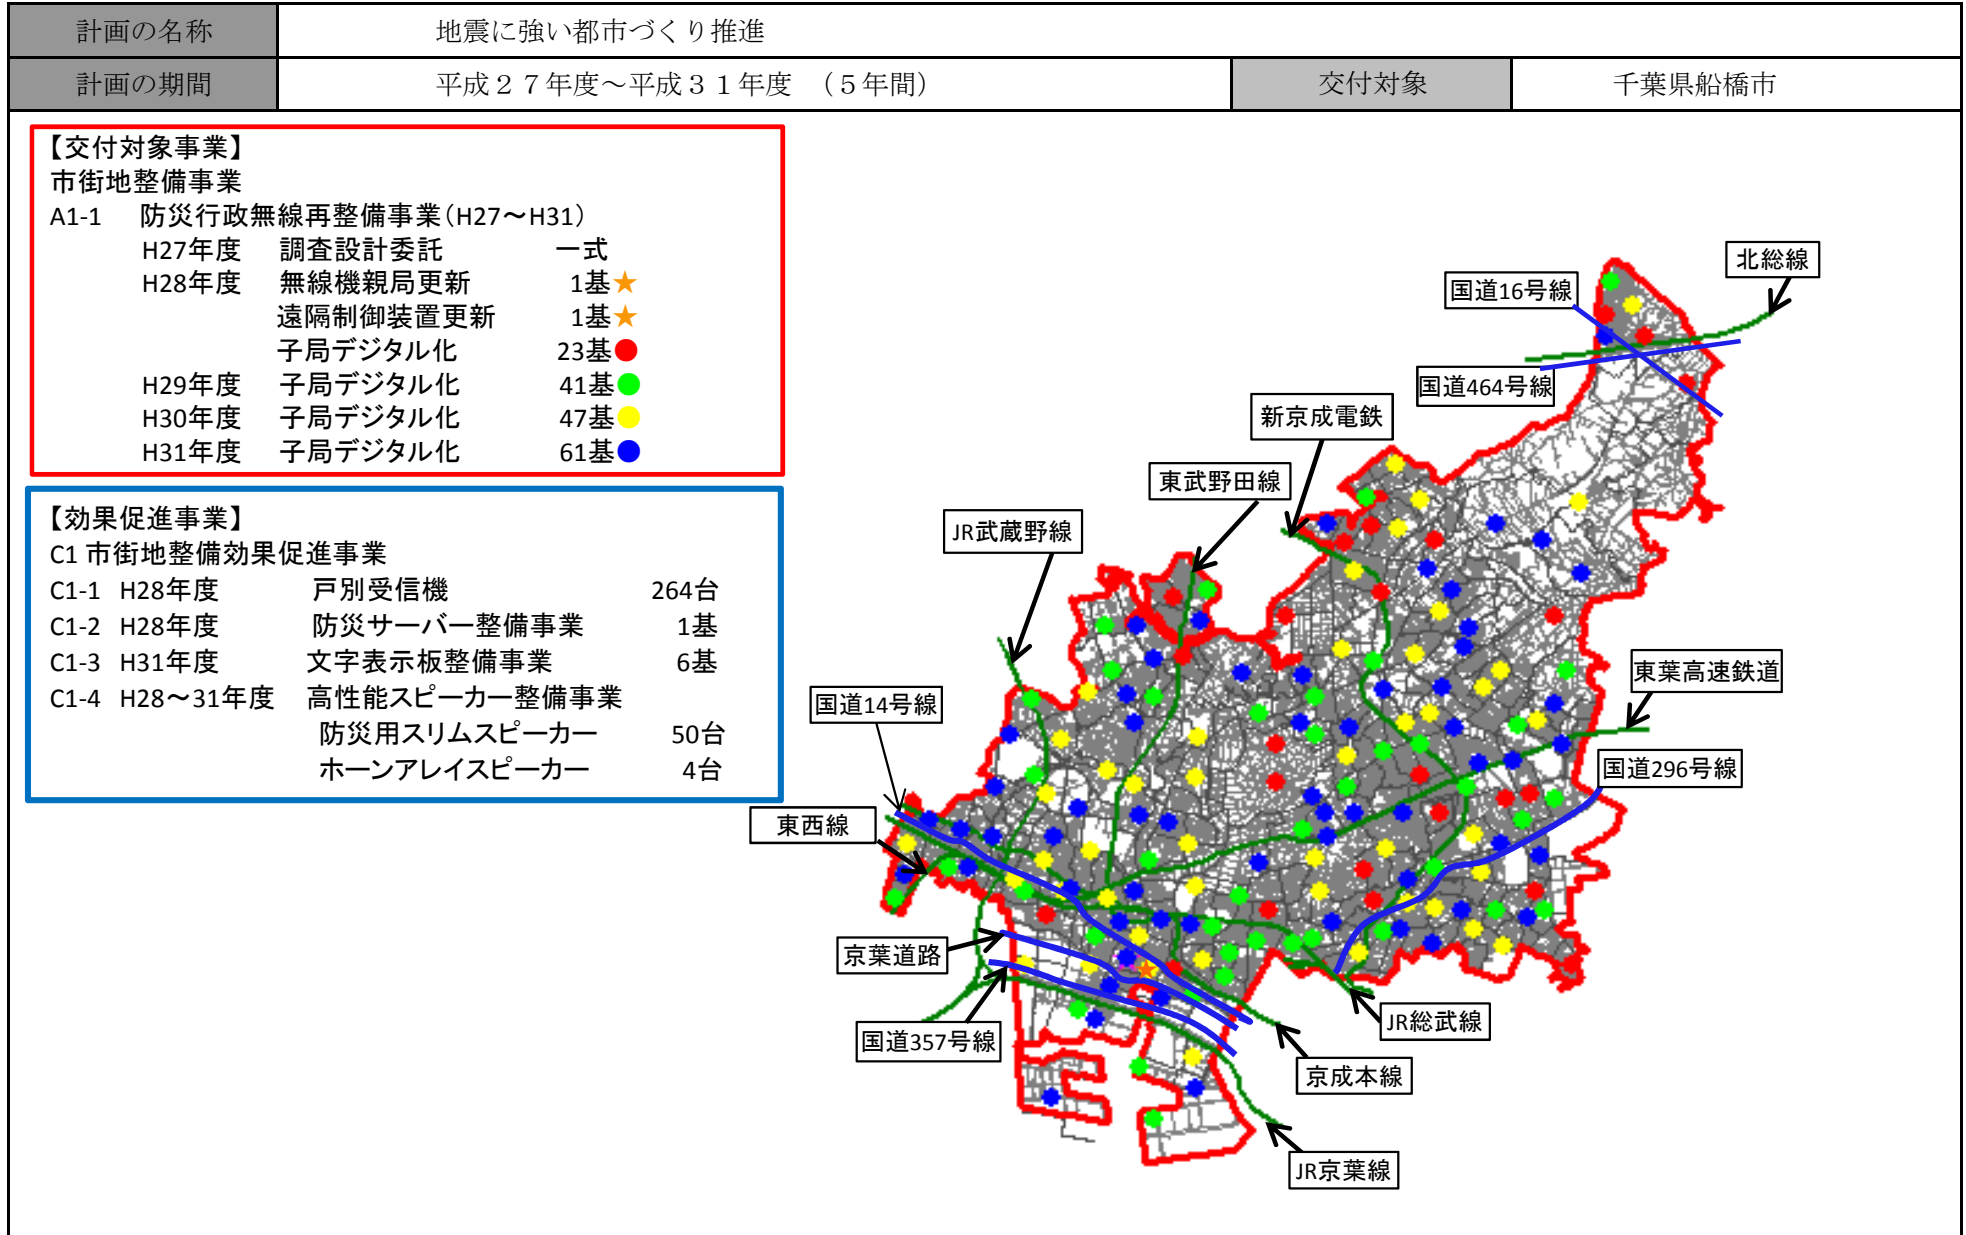 計画の名称 地震に強い都市づくり推進
計画の期間 平成２７年度～平成３１年度 （５年間） 交付対象 千葉県船橋市
【交付対象事業】
市街地整備事業
A1-1 防災行政無線再整備事業（H27～H31）
H27年度 調査設計委託 一式
H28年度 無線機親局更新 1基★
遠隔制御装置更新 1基★
子局デジタル化 23基●
H29年度 子局デジタル化 41基●
H30年度 子局デジタル化 47基●
H31年度 子局デジタル化 61基●
【効果促進事業】
C1 市街地整備効果促進事業
C1-1 H28年度 戸別受信機 264台
C1-2 H28年度 防災サーバー整備事業 1基
C1-3 H31年度 文字表示板整備事業 6基
C1-4 H28～31年度 高性能スピーカー整備事業
防災用スリムスピーカー 50台
ホーンアレイスピーカー 4台
北総線
国道16号線
国道464号線
新京成電鉄
東武野田線
JR武蔵野線
東葉高速鉄道
国道14号線
国道296号線
東西線
京葉道路
JR総武線
国道357号線
京成本線
JR京葉線